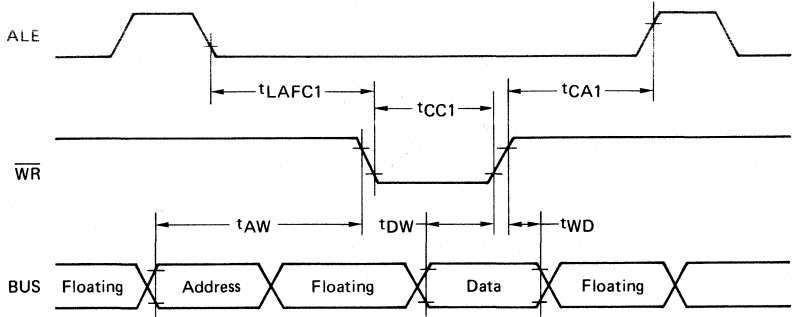 ALE
tLAFC1
tCC1
tCA1
WR
tAW
tDW
tWD
BUS
Floating
Address
Floating
Data
Floating